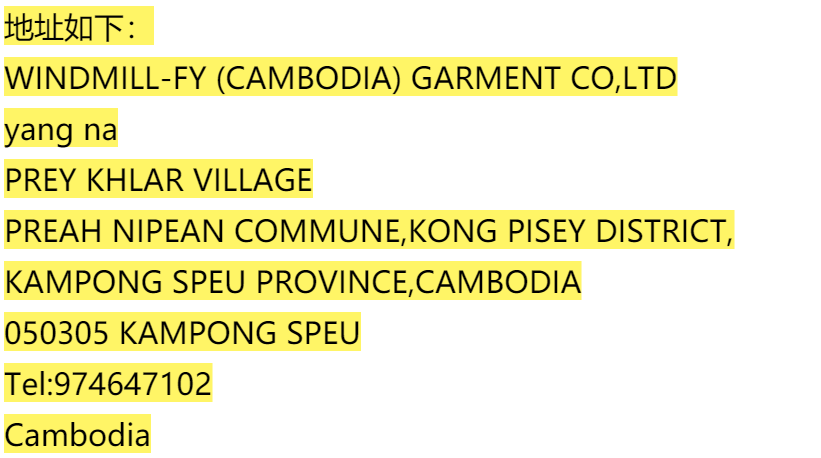 地址如下：
WINDMILL-FY (CAMBODIA) GARMENT CO,LTD
yang na
PREY KHLAR VILLAGE
PREAH NIPEAN COMMUNE,KONG PISEY DISTRICT,
KAMPONG SPEU PROVINCE,CAMBODIA
050305 KAMPONG SPEU
Tel:974647102
Cambodia